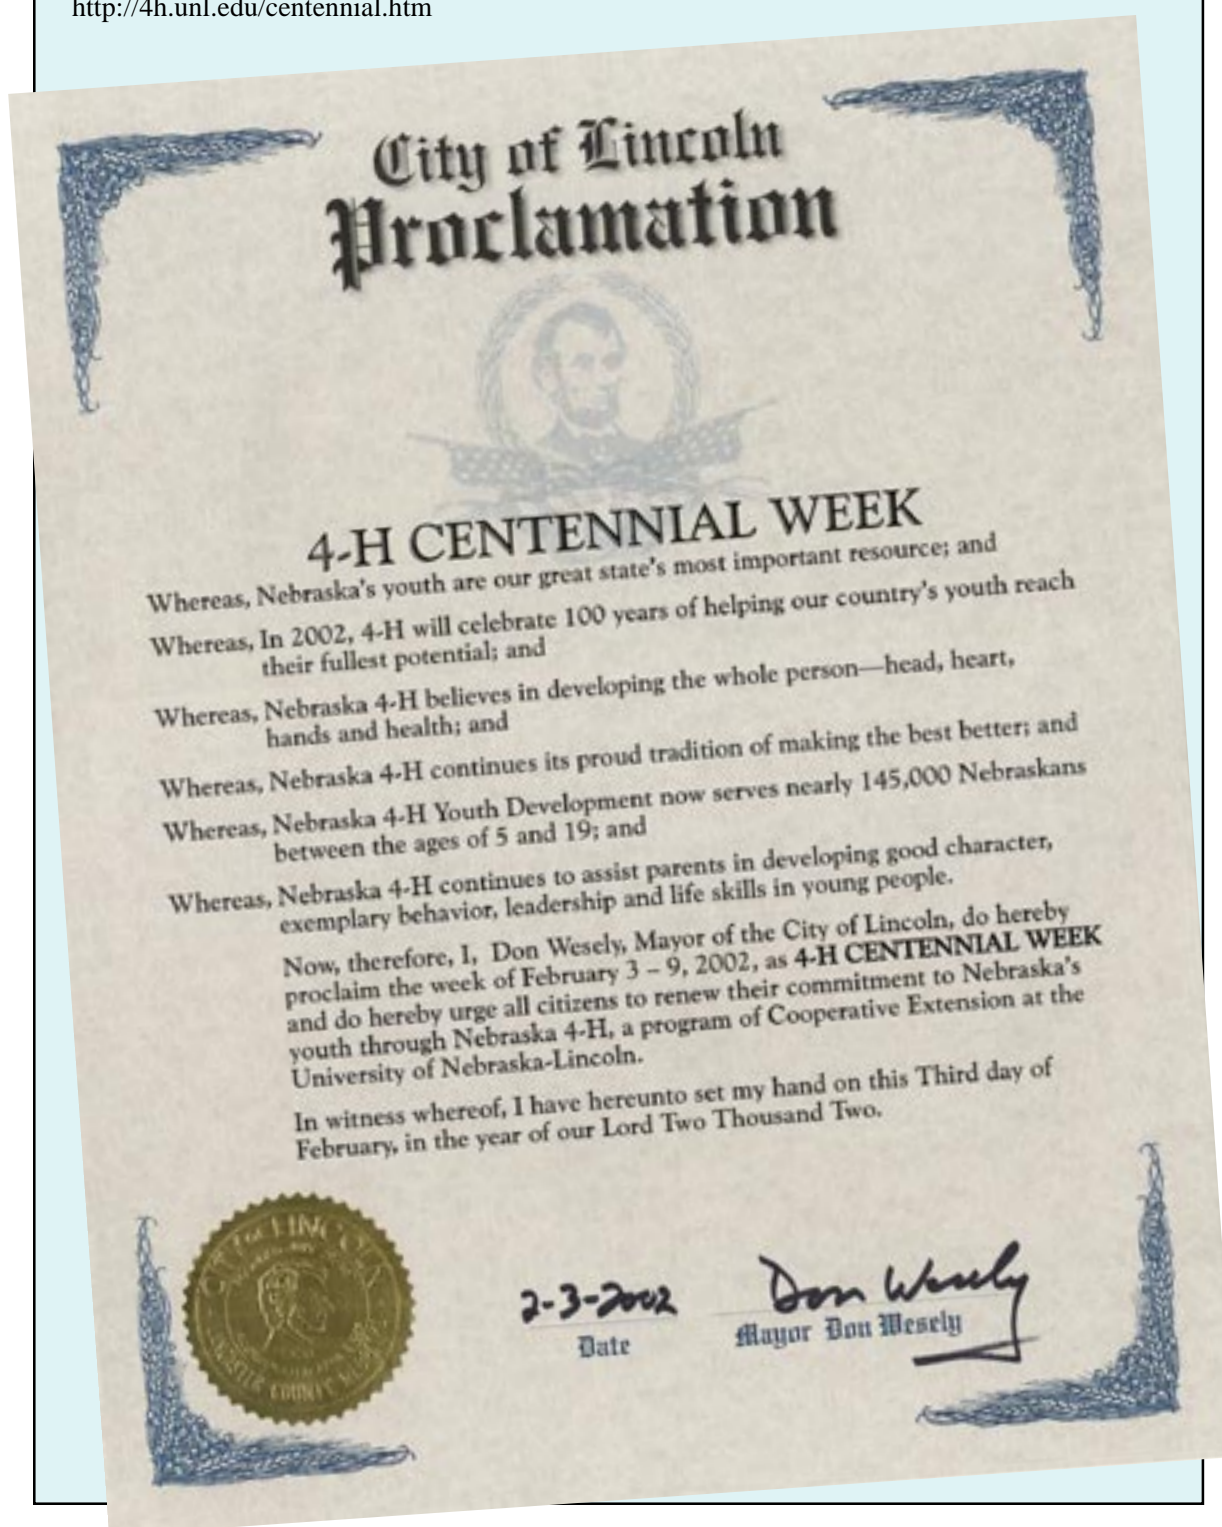 http://4h.unl.edu/centennial.htm
City of Lincoln
Proclamation
4-H CENTENNIAL WEEK
Whereas, Nebraska's youth are our great state's most important resource; and
Whereas, In 2002, 4-H will celebrate 100 years of helping our country's youth reach
their fullest potential; and
Whereas, Nebraska 4-H believes in developing the whole person—head, heart,
hands and health; and
Whereas, Nebraska 4-H continues its proud tradition of making the best better; and
Whereas, Nebraska 4-H Youth Development now serves nearly 145,000 Nebraskans
between the ages of 5 and 19; and
Whereas, Nebraska 4-H continues to assist parents in developing good character,
exemplary behavior, leadership and life skills in young people.
Now, therefore, I, Don Wesely, Mayor of the City of Lincoln, do hereby
proclaim the week of February 3 – 9, 2002, as 4-H CENTENNIAL WEEK
and do hereby urge all citizens to renew their commitment to Nebraska's
youth through Nebraska 4-H, a program of Cooperative Extension at the
University of Nebraska-Lincoln.
In witness whereof, I have hereunto set my hand on this Third day of
February, in the year of our Lord Two Thousand Two.
CITY OF LINCOLN
COUNTY
2-3-2002
Don Wesely
Date
Mayor Don Wesely